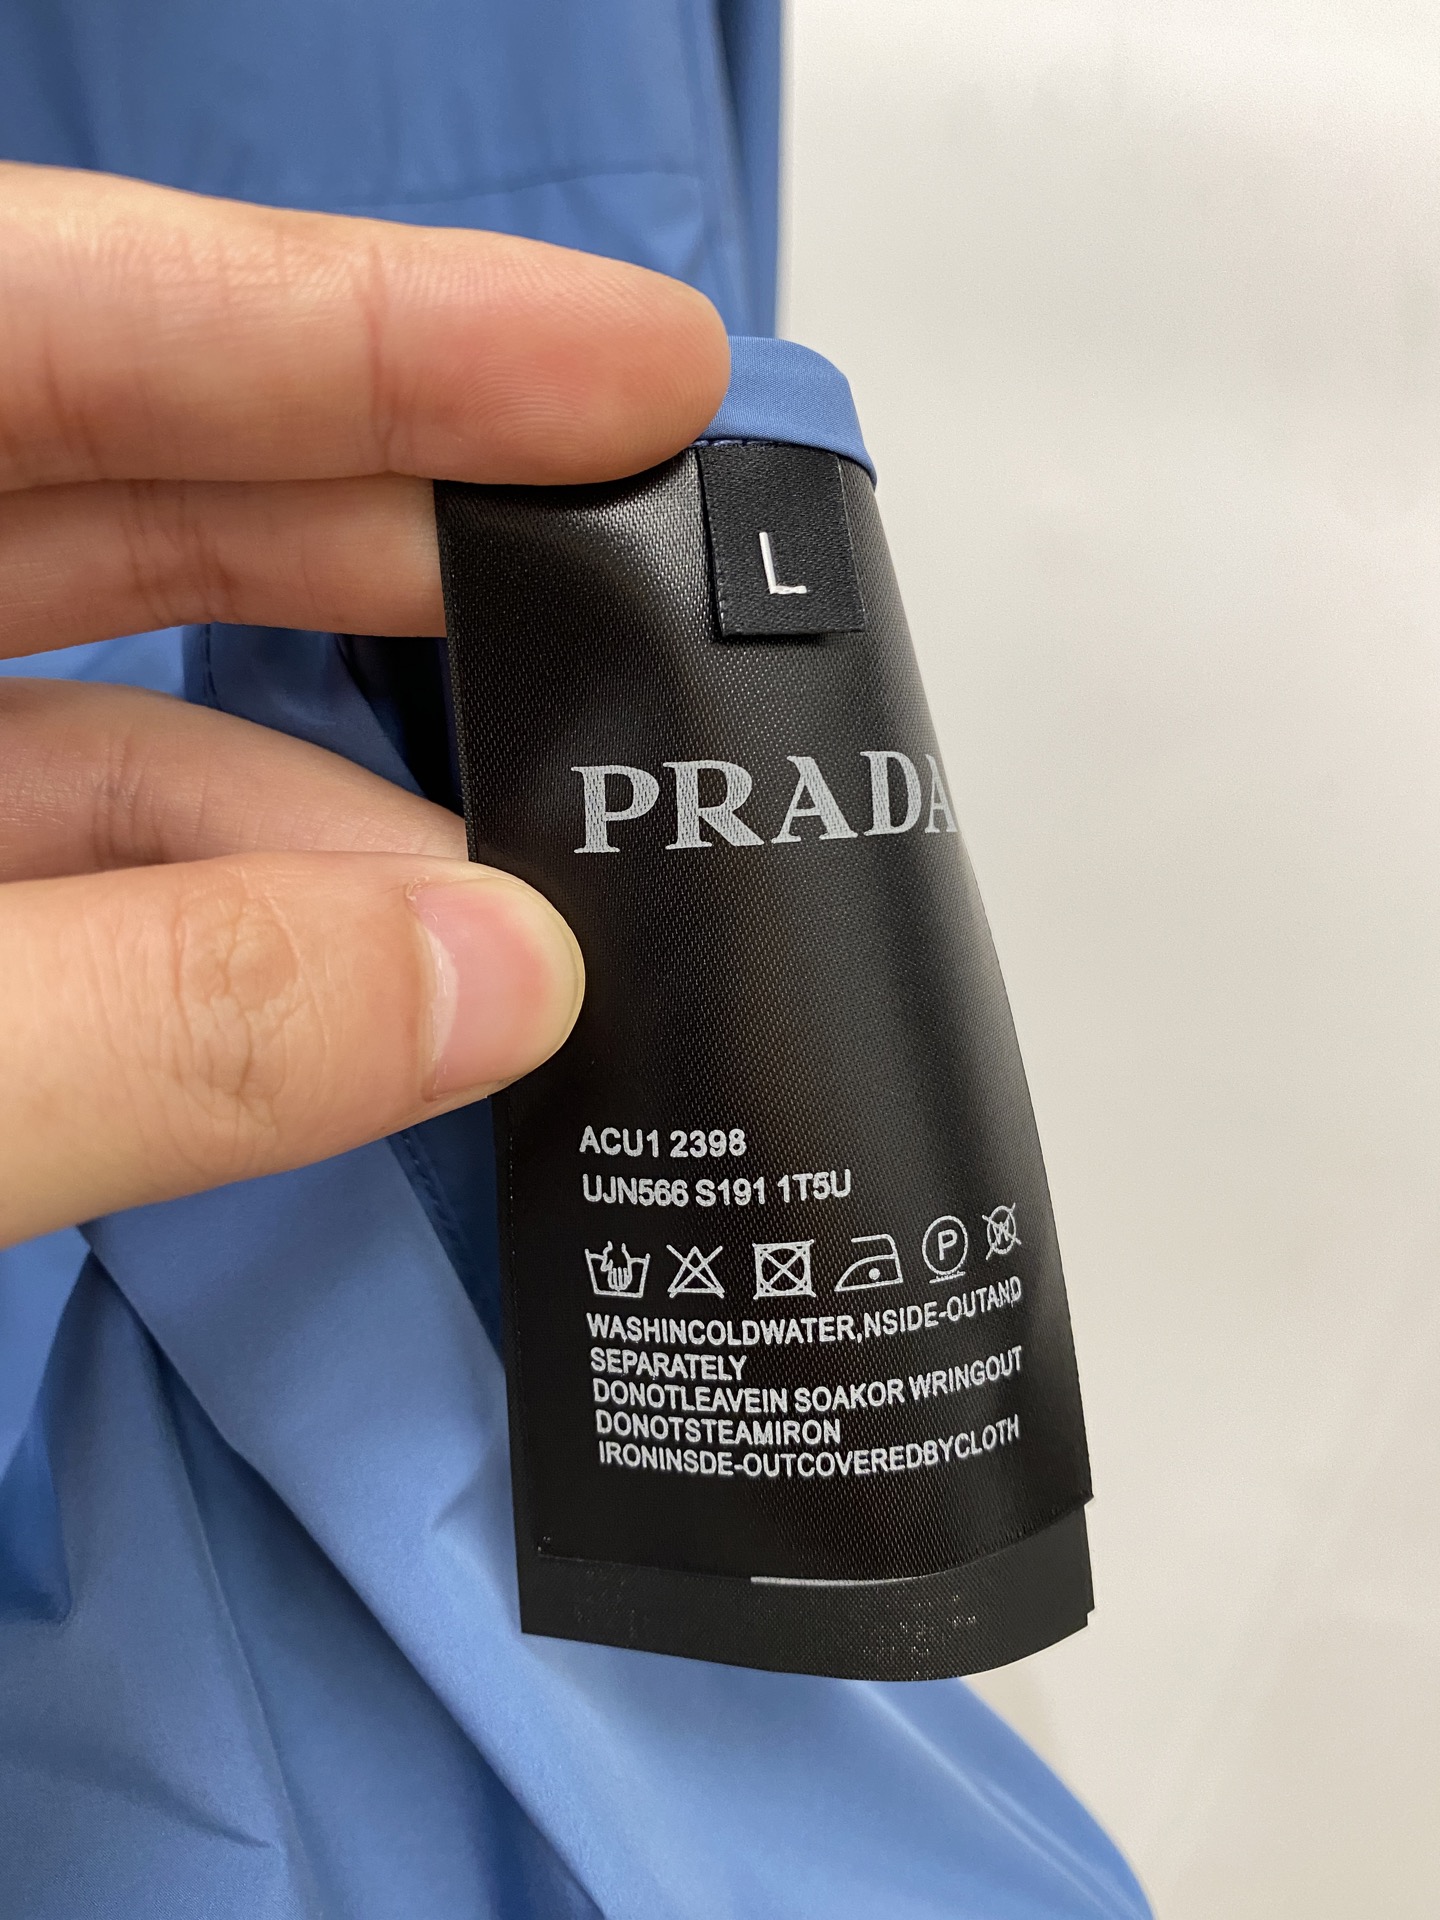 L
PRADA
ACU1 2398
UJN566 S191 1T5U
P
W
WASHINCOLDWATER,NSIDE-OUTAND
SEPARATELY
DONOTLEAVEIN SOAKOR WRINGOUT
DONOTSTEAMIRON
IRONINSDE-OUTCOVEREDBYCLOTH